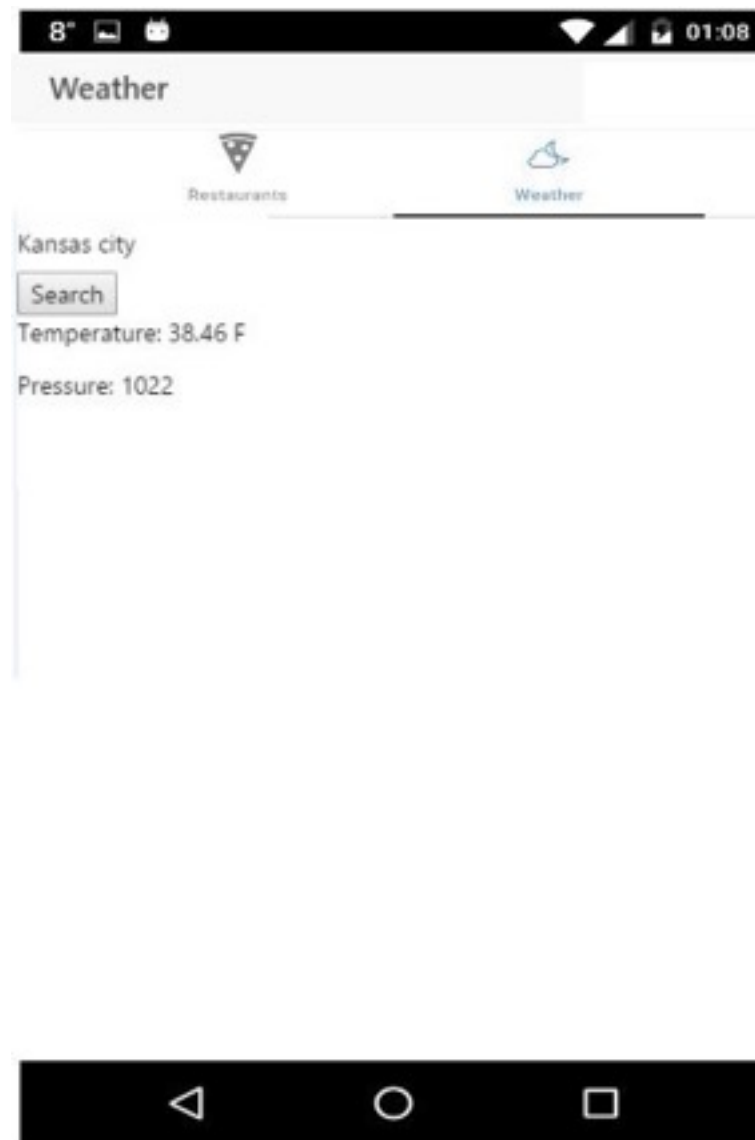 8° 01:08
Weather
Restaurants Weather
Kansas city
Search
Temperature: 38.46 F
Pressure: 1022